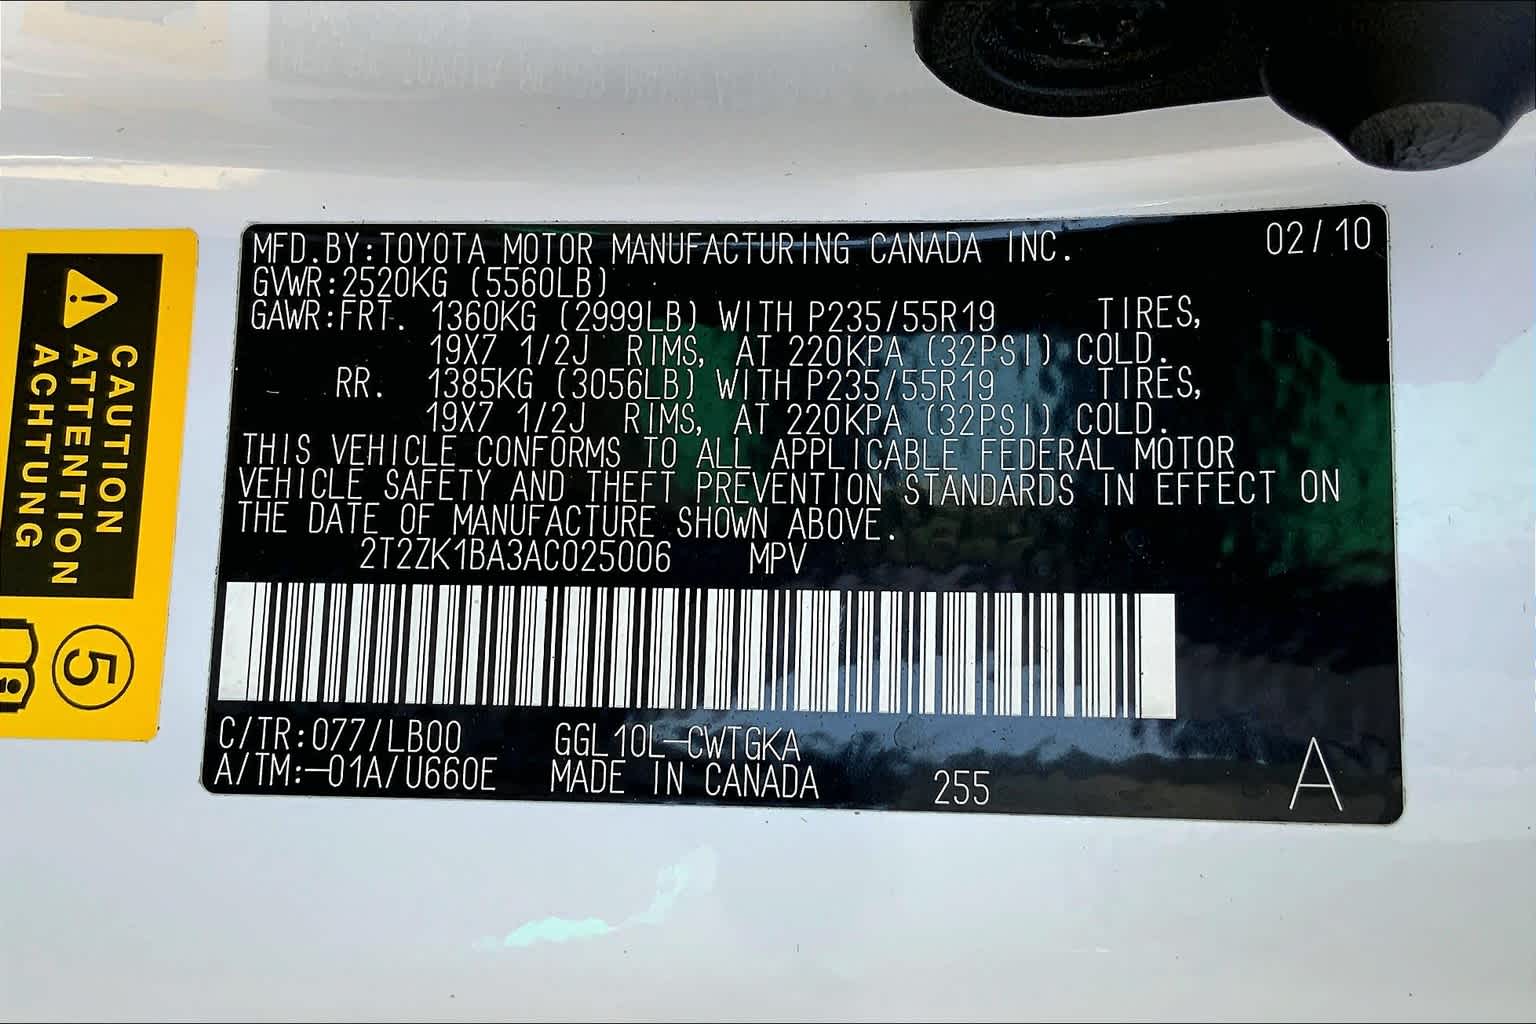 MFD.BY:TOYOTA MOTOR MANUFACTURING CANADA INC. 02/10
GVWR:2520KG (5560LB)
GAWR:FRT. 1360KG (2999LB) WITH P235/55R19 TIRES,
19X7 1/2J RIMS, AT 220KPA (32PSI) COLD.
RR. 1385KG (3056LB) WITH P235/55R19 TIRES,
19X7 1/2J RIMS, AT 220KPA (32PSI) COLD.
THIS VEHICLE CONFORMS TO ALL APPLICABLE FEDERAL MOTOR
VEHICLE SAFETY AND THEFT PREVENTION STANDARDS IN EFFECT ON
THE DATE OF MANUFACTURE SHOWN ABOVE.
2T2ZK1BA3AC025006 MPV
C/TR:077/LB00 GGL10L-CWTGKA
A/TM:-01A/U660E MADE IN CANADA 255 A
CAUTION
ATTENTION
ACHTUNG
5